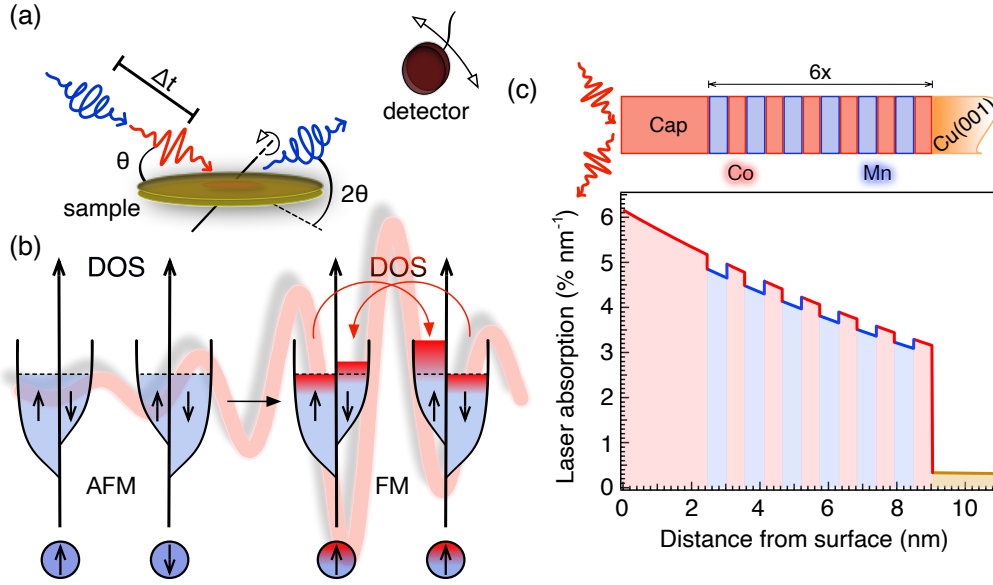 (a)
Δt
θ
sample
2θ
detector
(b)
DOS
DOS
AFM
FM
(c)
6x
Cap
Cu(001)
Co
Mn
Laser absorption (% nm⁻¹)
6
5
4
3
2
1
0
0 2 4 6 8 10
Distance from surface (nm)